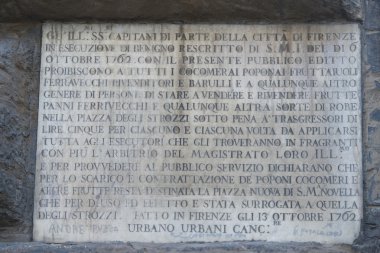 GL'ILL.MI SS CAPITANI DI PARTE DELLA CITTÀ DI FIRENZE
IN ESECUZIONE DI BENIGNO RESCRITTO DI S.M.I. DEL DI 6
OTTOBRE 1762 CON IL PRESENTE PUBBLICO EDITTO
PROIBISCONO A TUTTI I COCOMERAI POPONAI FRUTTAIUOLI
FERRAVECCHI RIVENDITORI E BARULLI E A QUALUNQUE ALTRO
GENERE DI PERSONE DI STARE A VENDERE E RIVENDERE FRUTTE
PANNI FERRIVECCHI E QUALUNQUE ALTRA SORTE DI ROBE
NELLA PIAZZA DEGLI STROZZI SOTTO PENA A' TRASGRESSORI DI
LIRE CINQUE PER CIASCUNO E CIASCUNA VOLTA DA APPLICARSI
TUTTA AGLI ESECUTORI CHE GLI TROVERANNO IN FRAGRANTI
CON PIÙ L'ARBITRIO DEL MAGISTRATO LORO ILL.MO
E PER PROVVEDERE AL PUBBLICO SERVIZIO DICHIARANO CHE
PER LO SCARICO E CONTRATTAZIONE DE POPONI COCOMERI E
ALTRE FRUTTE RESTA DESTINATA LA PIAZZA NUOVA DI S.M. NOVELLA
CHE PER D. USO ED EFFETTO E STATA SURROGATA A QUELLA
DEGLI STROZZI FATTO IN FIRENZE GLI 13 OTTOBRE 1762
URBANO URBANI CANC.RE